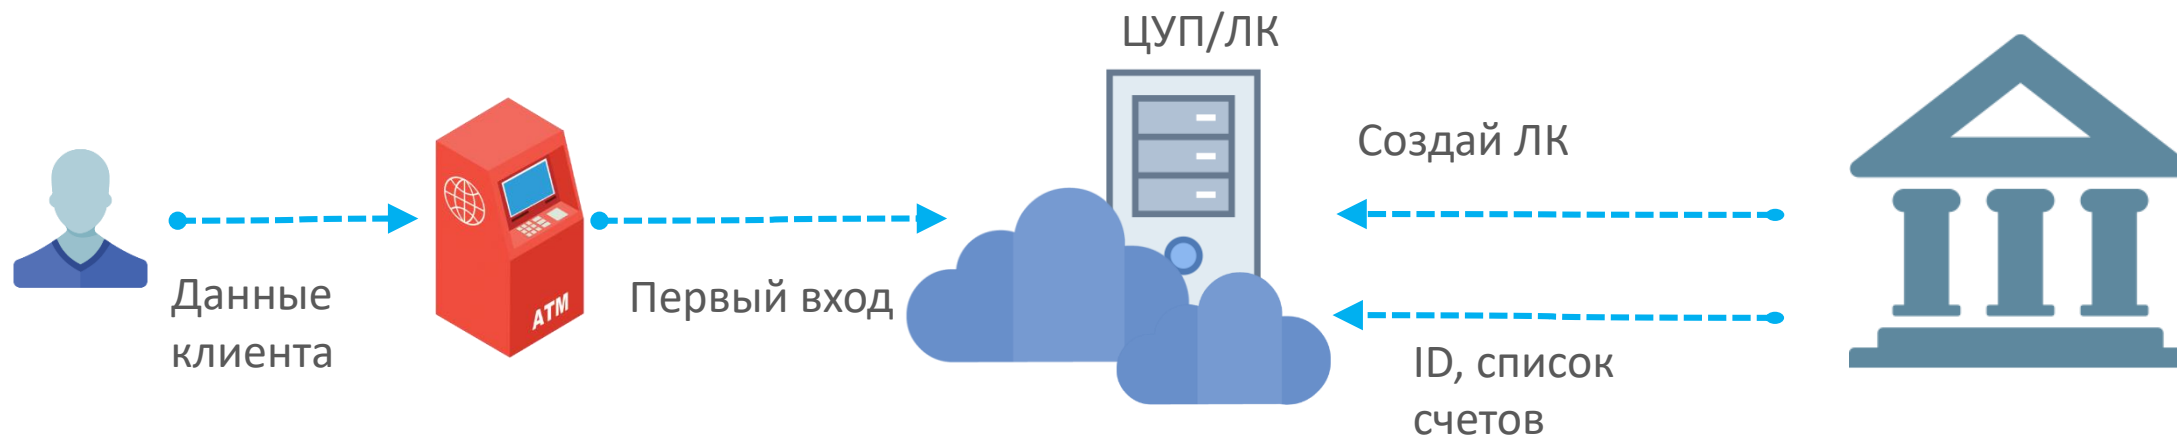 ЦУП/ЛК
Создай ЛК
Данные
клиента
ATM
Первый вход
ID, список
счетов